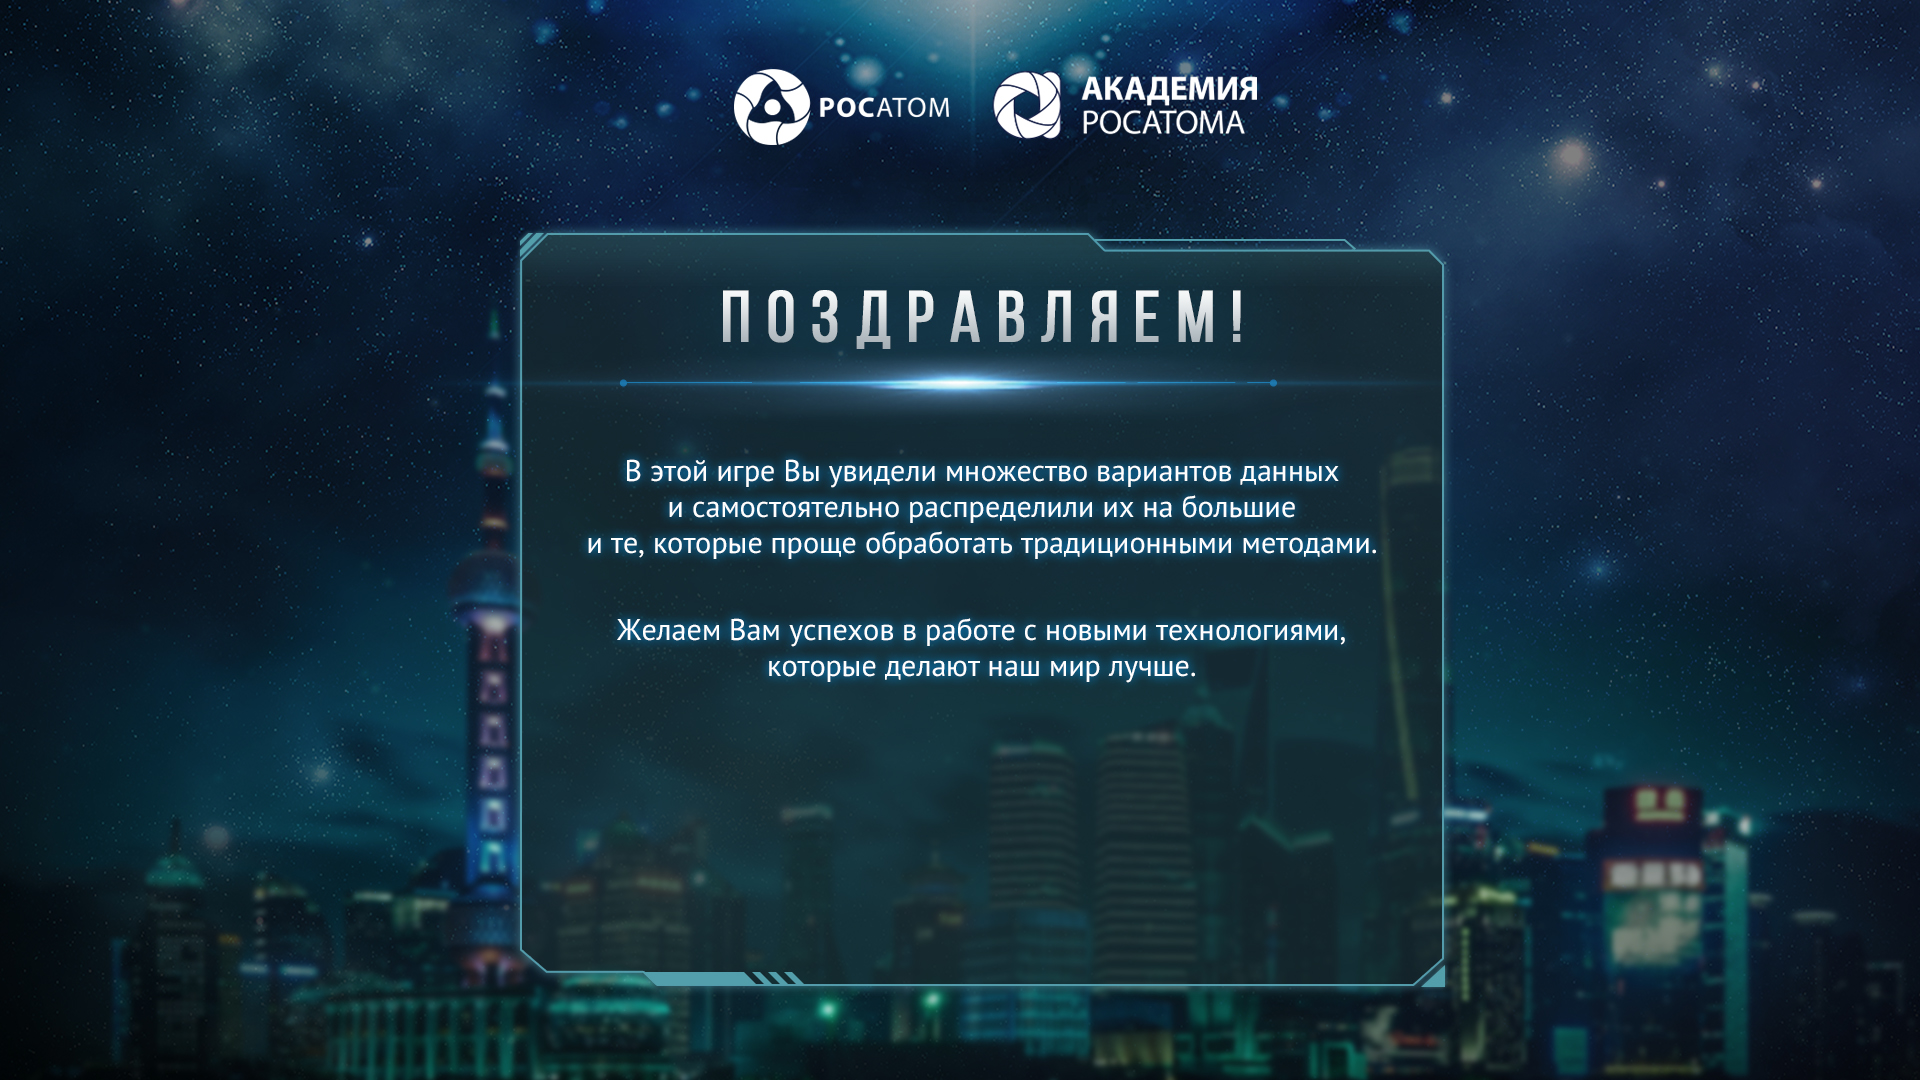 РОСАТОМ
АКАДЕМИЯ
РОСАТОМА
ПОЗДРАВЛЯЕМ!
В этой игре Вы увидели множество вариантов данных
и самостоятельно распределили их на большие
и те, которые проще обработать традиционными методами.
Желаем Вам успехов в работе с новыми технологиями,
которые делают наш мир лучше.